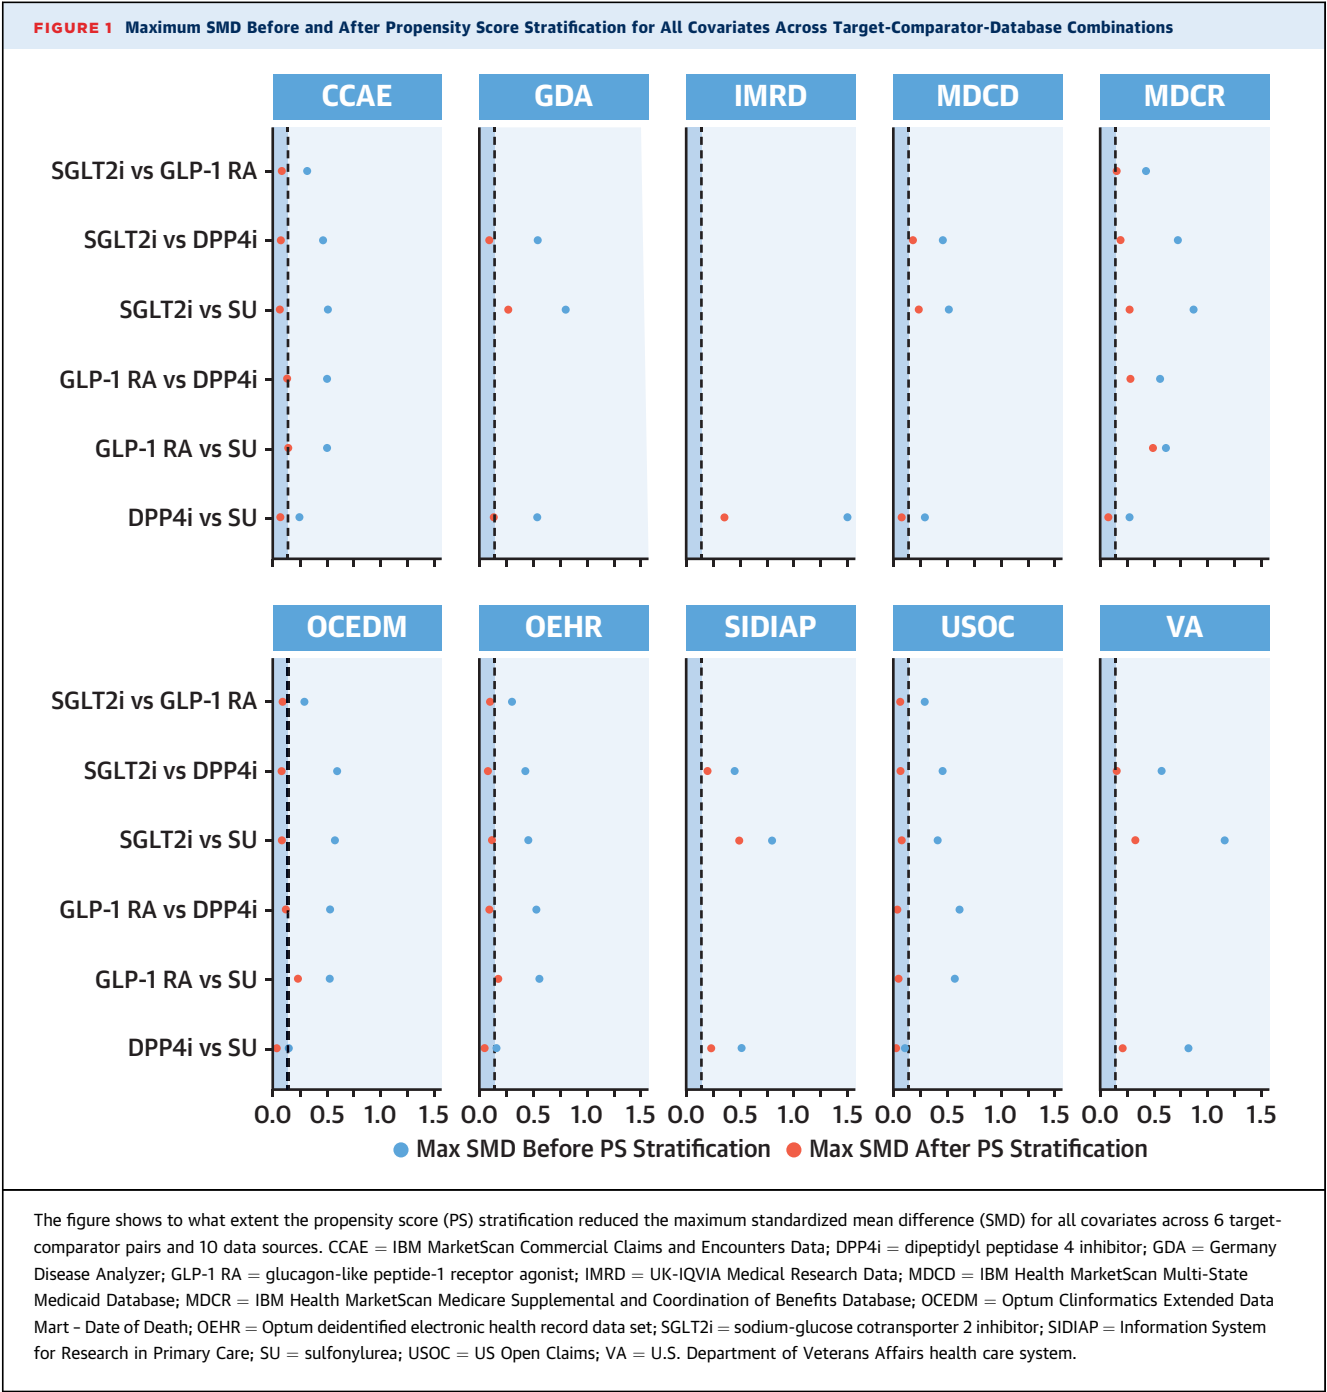 FIGURE 1 Maximum SMD Before and After Propensity Score Stratification for All Covariates Across Target-Comparator-Database Combinations
CCAE GDA IMRD MDCD MDCR
SGLT2i vs GLP-1 RA
SGLT2i vs DPP4i
SGLT2i vs SU
GLP-1 RA vs DPP4i
GLP-1 RA vs SU
DPP4i vs SU
OCEDM OEHR SIDIAP USOC VA
SGLT2i vs GLP-1 RA
SGLT2i vs DPP4i
SGLT2i vs SU
GLP-1 RA vs DPP4i
GLP-1 RA vs SU
DPP4i vs SU
0.0 0.5 1.0 1.5 0.0 0.5 1.0 1.5 0.0 0.5 1.0 1.5 0.0 0.5 1.0 1.5 0.0 0.5 1.0 1.5
Max SMD Before PS Stratification Max SMD After PS Stratification
The figure shows to what extent the propensity score (PS) stratification reduced the maximum standardized mean difference (SMD) for all covariates across 6 target-
comparator pairs and 10 data sources. CCAE = IBM MarketScan Commercial Claims and Encounters Data; DPP4i = dipeptidyl peptidase 4 inhibitor; GDA = Germany
Disease Analyzer; GLP-1 RA = glucagon-like peptide-1 receptor agonist; IMRD = UK-IQVIA Medical Research Data; MDCD = IBM Health MarketScan Multi-State
Medicaid Database; MDCR = IBM Health MarketScan Medicare Supplemental and Coordination of Benefits Database; OCEDM = Optum Clinformatics Extended Data
Mart – Date of Death; OEHR = Optum deidentified electronic health record data set; SGLT2i = sodium-glucose cotransporter 2 inhibitor; SIDIAP = Information System
for Research in Primary Care; SU = sulfonylurea; USOC = US Open Claims; VA = U.S. Department of Veterans Affairs health care system.